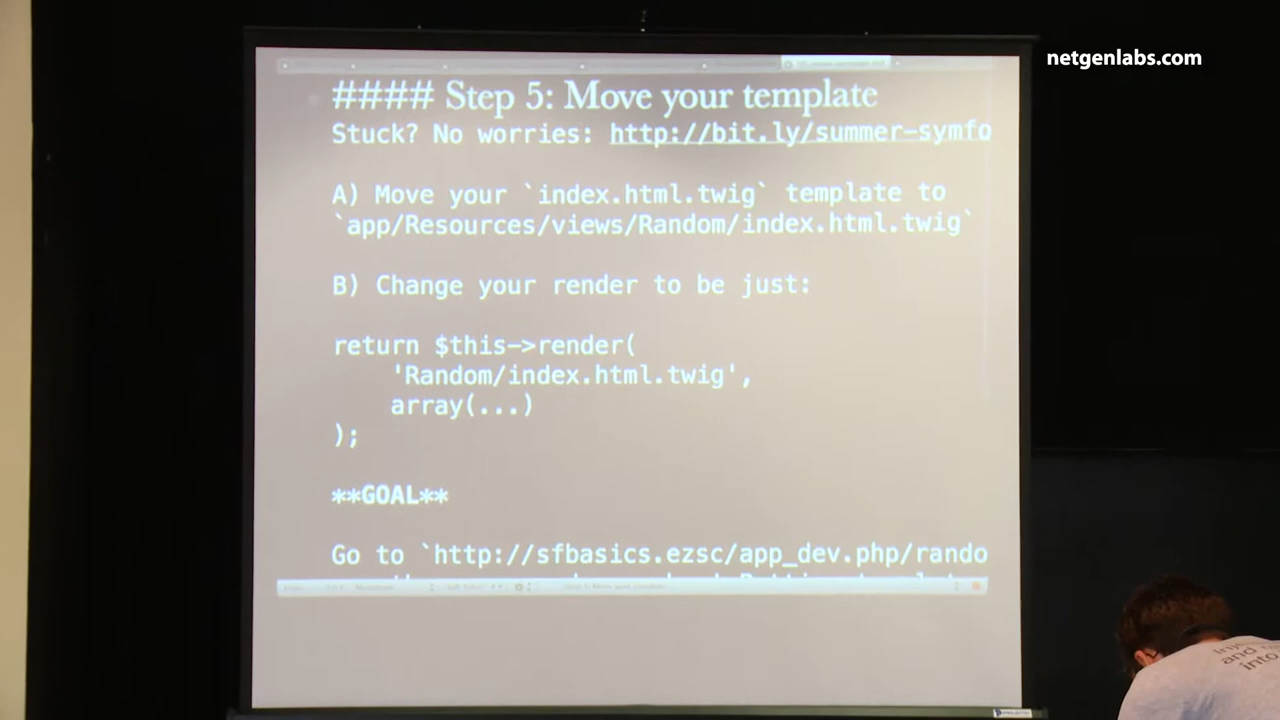 netgenlabs.com
#### Step 5: Move your template
Stuck? No worries: http://bit.ly/summer-symfo
A) Move your `index.html.twig` template to
`app/Resources/views/Random/index.html.twig`
B) Change your render to be just:
return $this->render(
'Random/index.html.twig',
array(...)
);
**GOAL**
Go to `http://sfbasics.ezsc/app_dev.php/rando
and
into